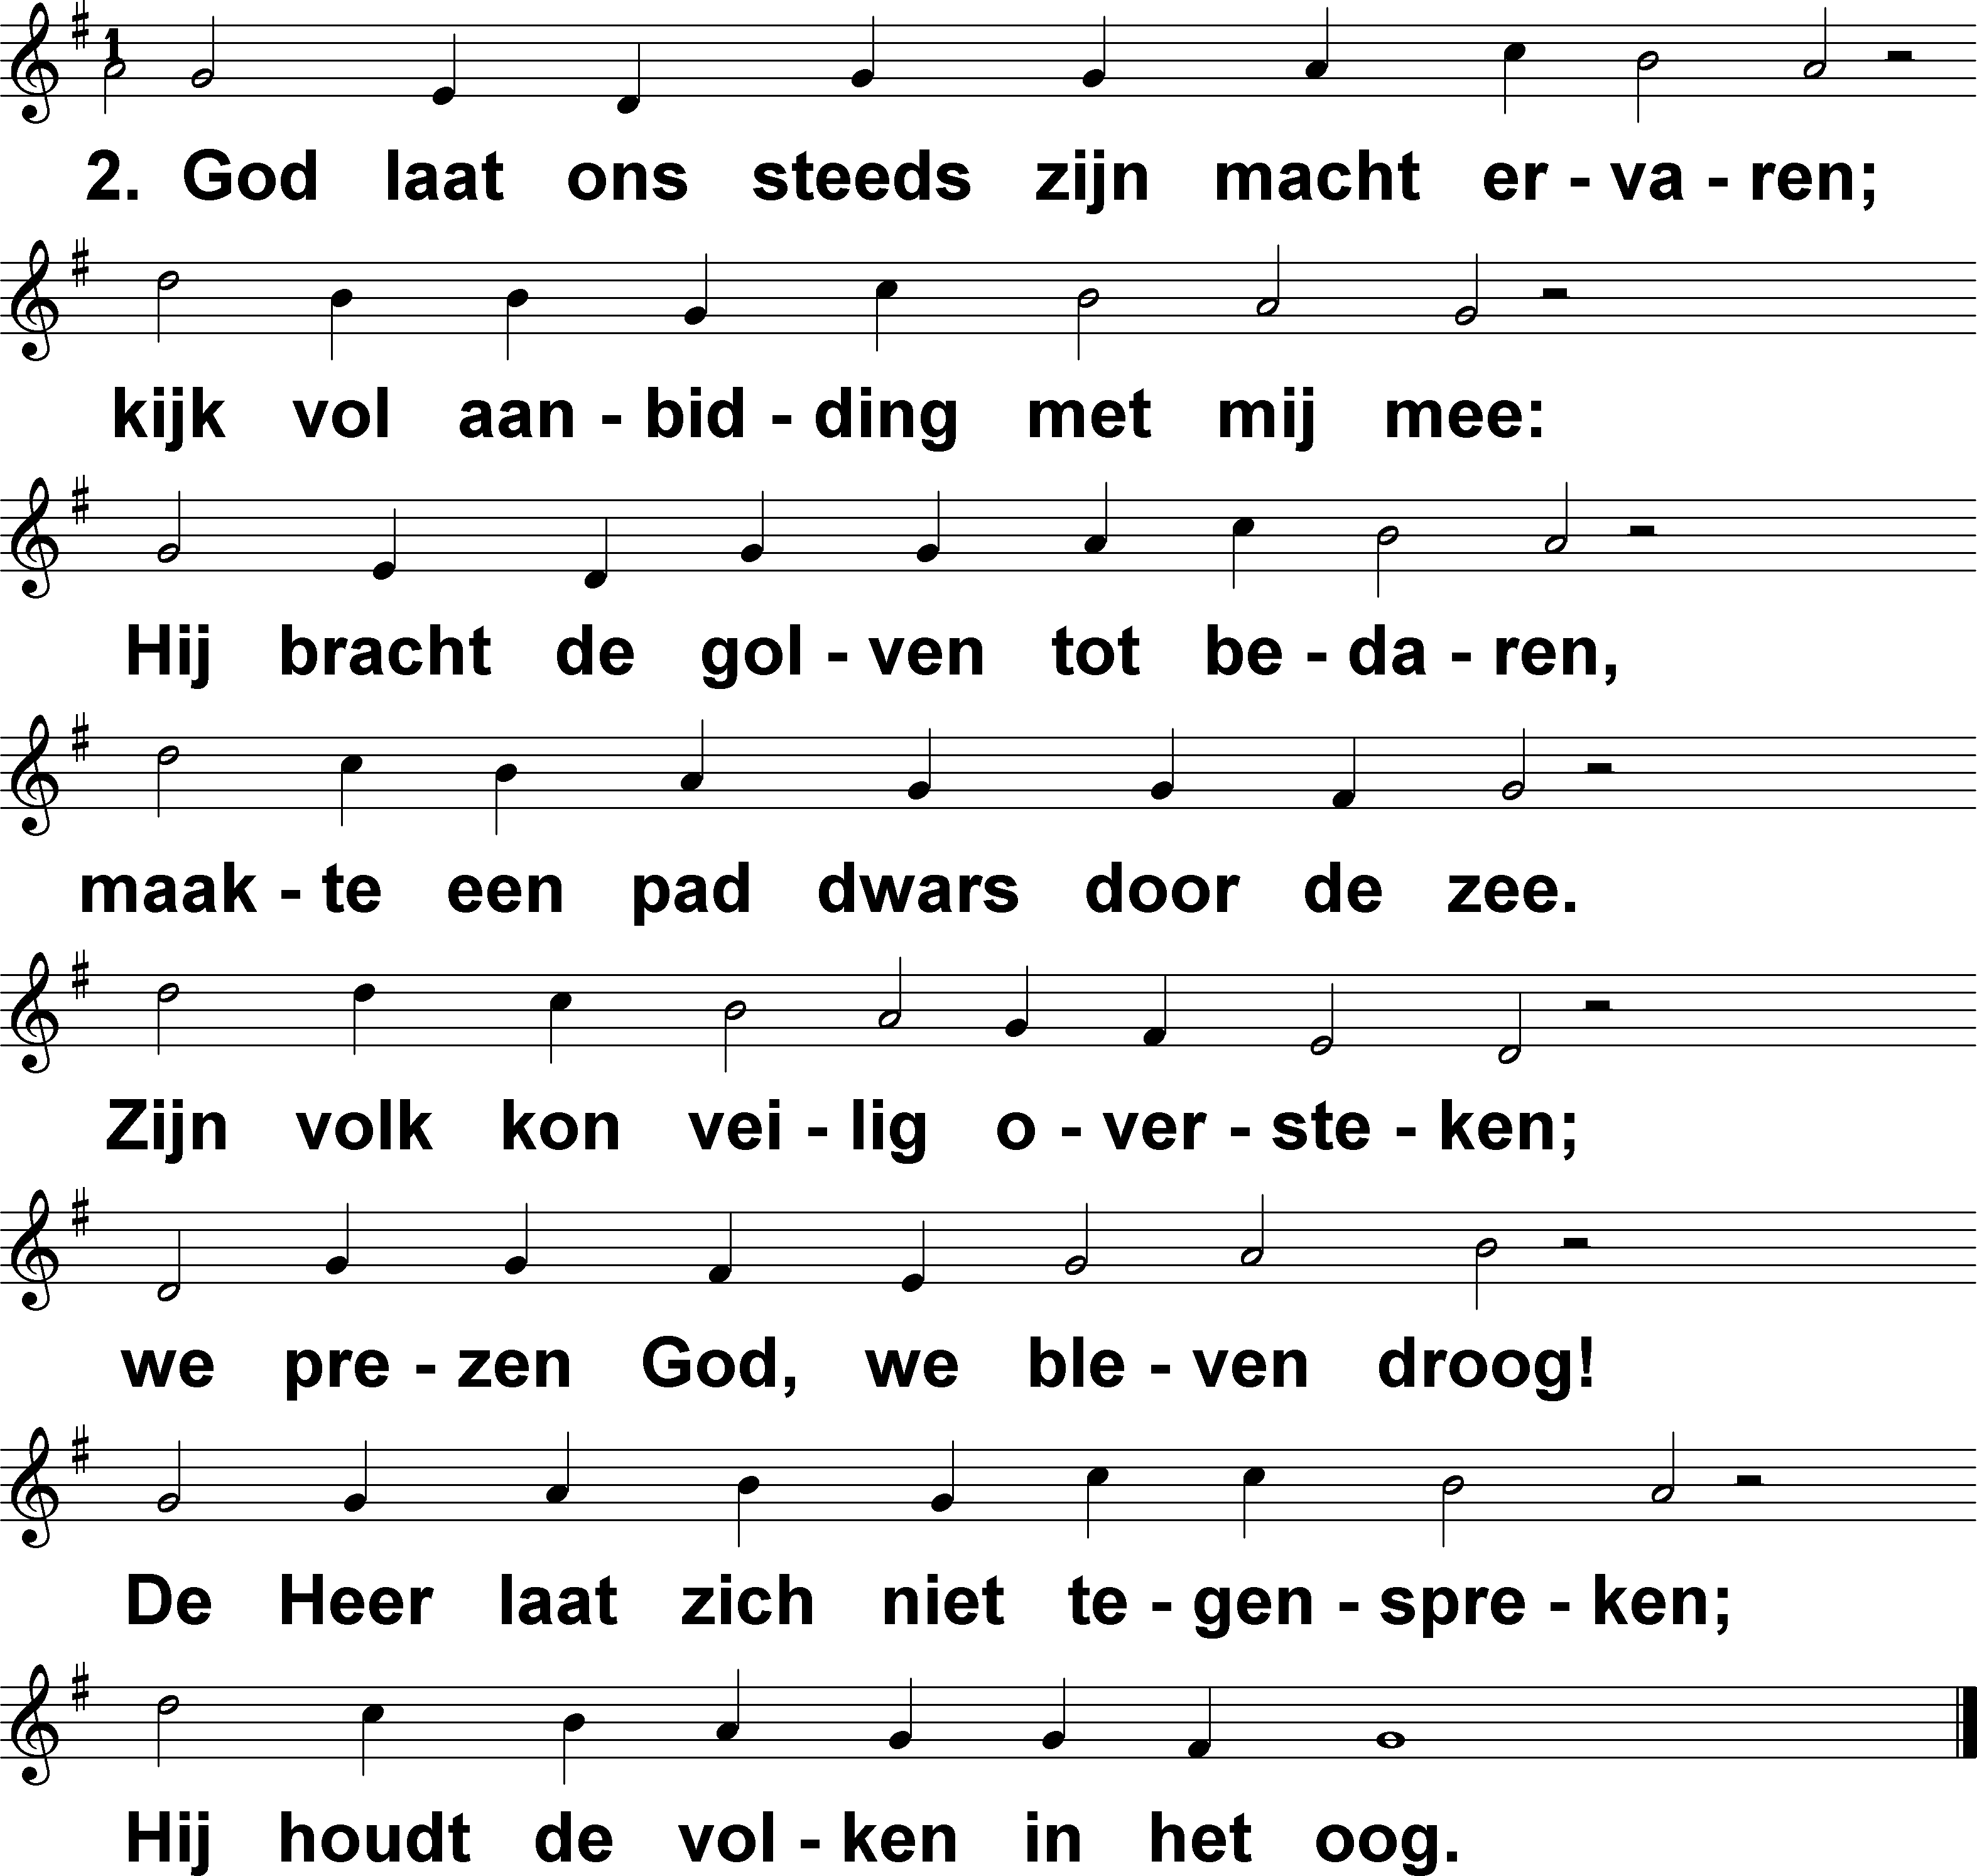 2. God laat ons steeds zijn macht er - va - ren;
kijk vol aan - bid - ding met mij mee:
Hij bracht de gol - ven tot be - da - ren,
maak - te een pad dwars door de zee.
Zijn volk kon vei - lig o - ver - ste - ken;
we pre - zen God, we ble - ven droog!
De Heer laat zich niet te - gen - spre - ken;
Hij houdt de vol - ken in het oog.